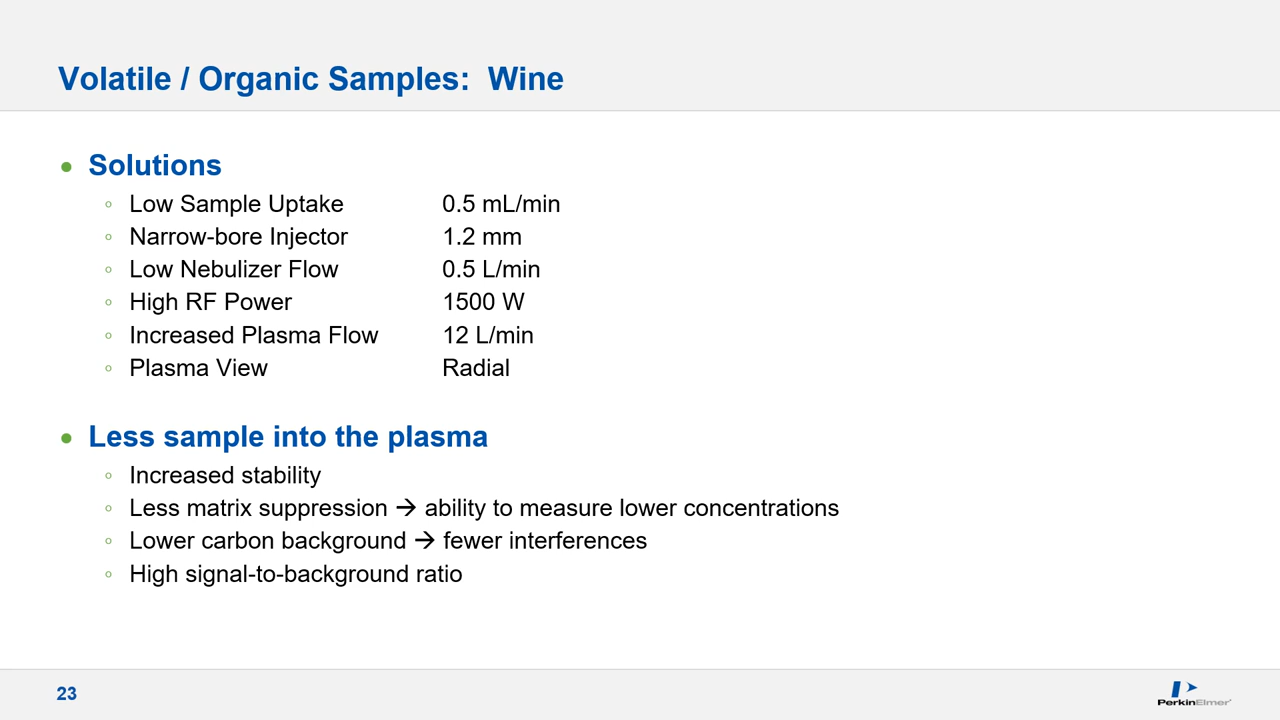 Volatile / Organic Samples: Wine
• Solutions
◦ Low Sample Uptake 0.5 mL/min
◦ Narrow-bore Injector 1.2 mm
◦ Low Nebulizer Flow 0.5 L/min
◦ High RF Power 1500 W
◦ Increased Plasma Flow 12 L/min
◦ Plasma View Radial
• Less sample into the plasma
◦ Increased stability
◦ Less matrix suppression → ability to measure lower concentrations
◦ Lower carbon background → fewer interferences
◦ High signal-to-background ratio
23
PerkinElmer